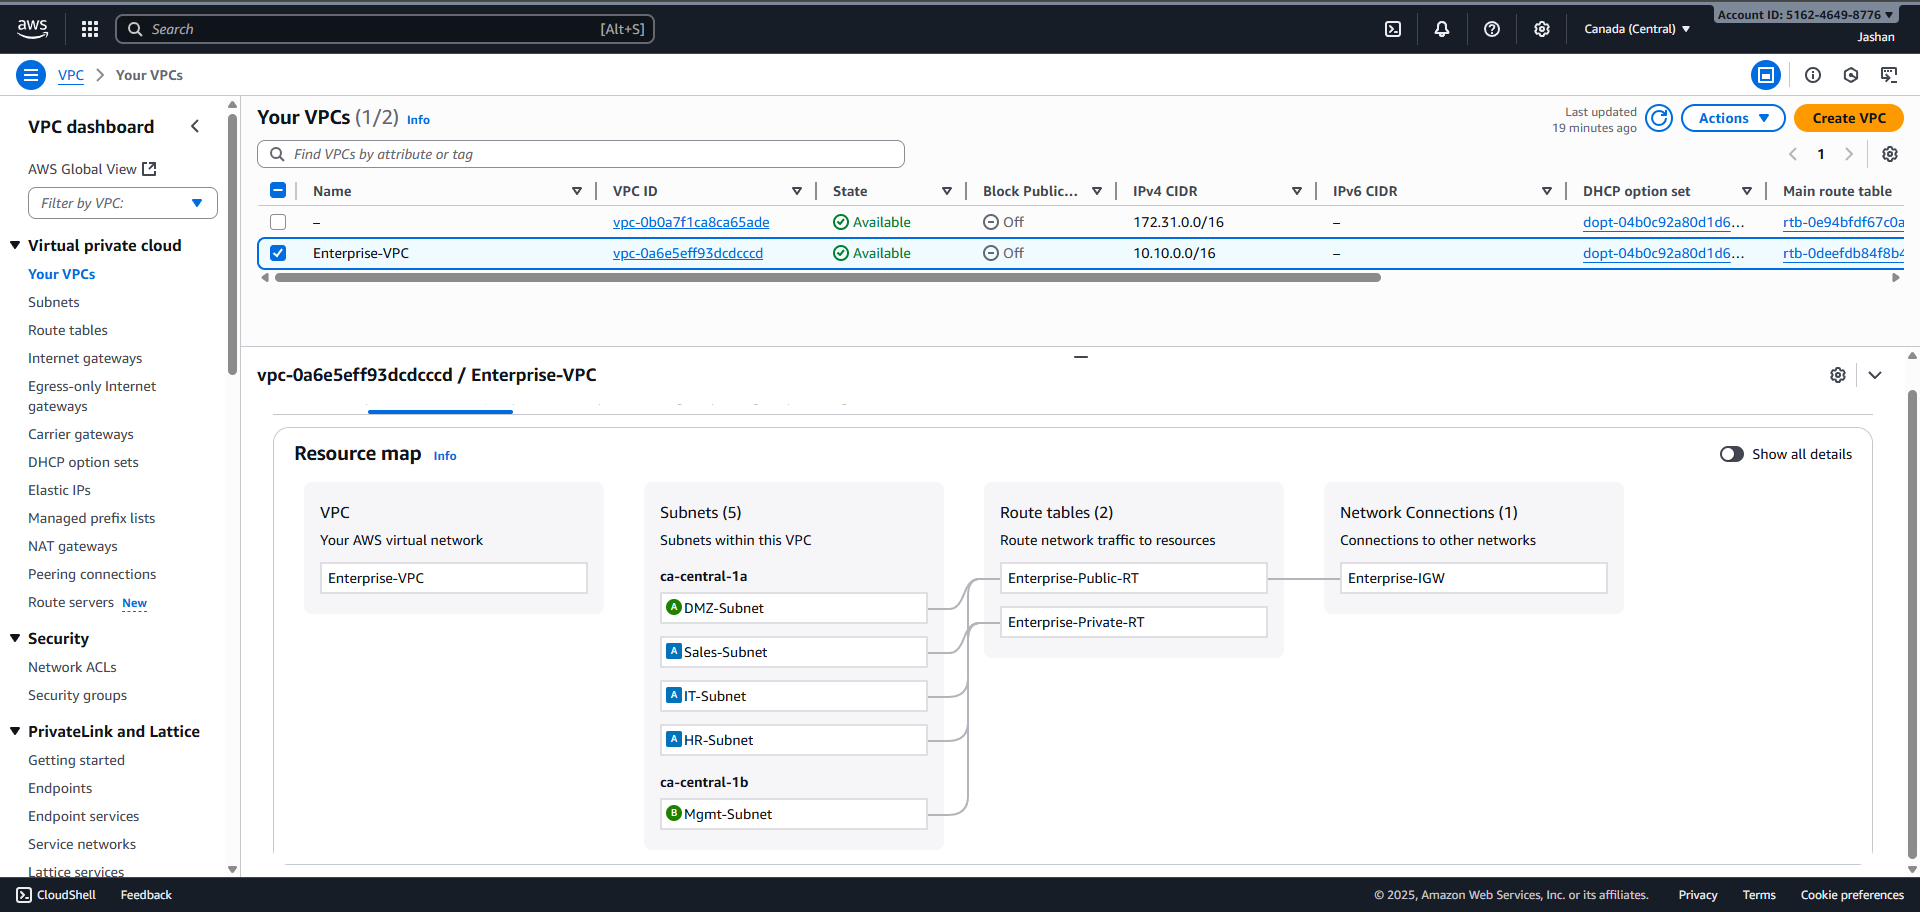 aws
Search [Alt+S]
Canada (Central)
Account ID: 5162-4649-8776
Jashan
VPC
Your VPCs
VPC dashboard
AWS Global View
Filter by VPC:
Virtual private cloud
Your VPCs
Subnets
Route tables
Internet gateways
Egress-only Internet
gateways
Carrier gateways
DHCP option sets
Elastic IPs
Managed prefix lists
NAT gateways
Peering connections
Route servers New
Security
Network ACLs
Security groups
PrivateLink and Lattice
Getting started
Endpoints
Endpoint services
Service networks
Lattice services
Your VPCs (1/2) Info
Last updated
19 minutes ago
Actions
Create VPC
Find VPCs by attribute or tag
1
Name VPC ID State Block Public... IPv4 CIDR IPv6 CIDR DHCP option set Main route table
– vpc-0b0a7f1ca8ca65ade Available Off 172.31.0.0/16 – dopt-04b0c92a80d1d6... rtb-0e94bfdf67c0a
Enterprise-VPC vpc-0a6e5eff93dcdcccd Available Off 10.10.0.0/16 – dopt-04b0c92a80d1d6... rtb-0deefdb84f8b4
vpc-0a6e5eff93dcdcccd / Enterprise-VPC
Resource map Info
Show all details
VPC
Your AWS virtual network
Enterprise-VPC
Subnets (5)
Subnets within this VPC
ca-central-1a
A DMZ-Subnet
A Sales-Subnet
A IT-Subnet
A HR-Subnet
ca-central-1b
B Mgmt-Subnet
Route tables (2)
Route network traffic to resources
Enterprise-Public-RT
Enterprise-Private-RT
Network Connections (1)
Connections to other networks
Enterprise-IGW
CloudShell
Feedback
© 2025, Amazon Web Services, Inc. or its affiliates.
Privacy
Terms
Cookie preferences